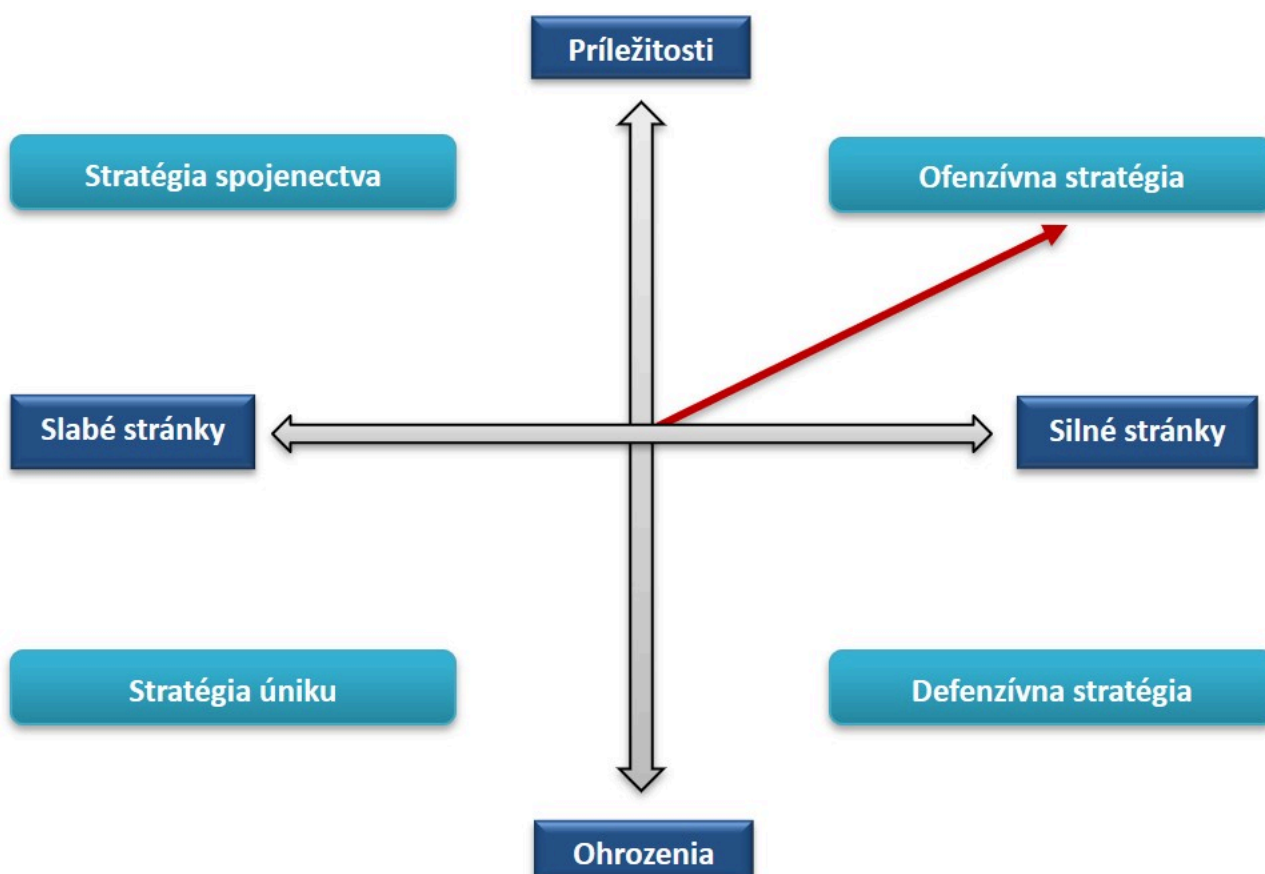 Príležitosti
Stratégia spojenectva
Ofenzívna stratégia
Slabé stránky
Silné stránky
Stratégia úniku
Defenzívna stratégia
Ohrozenia